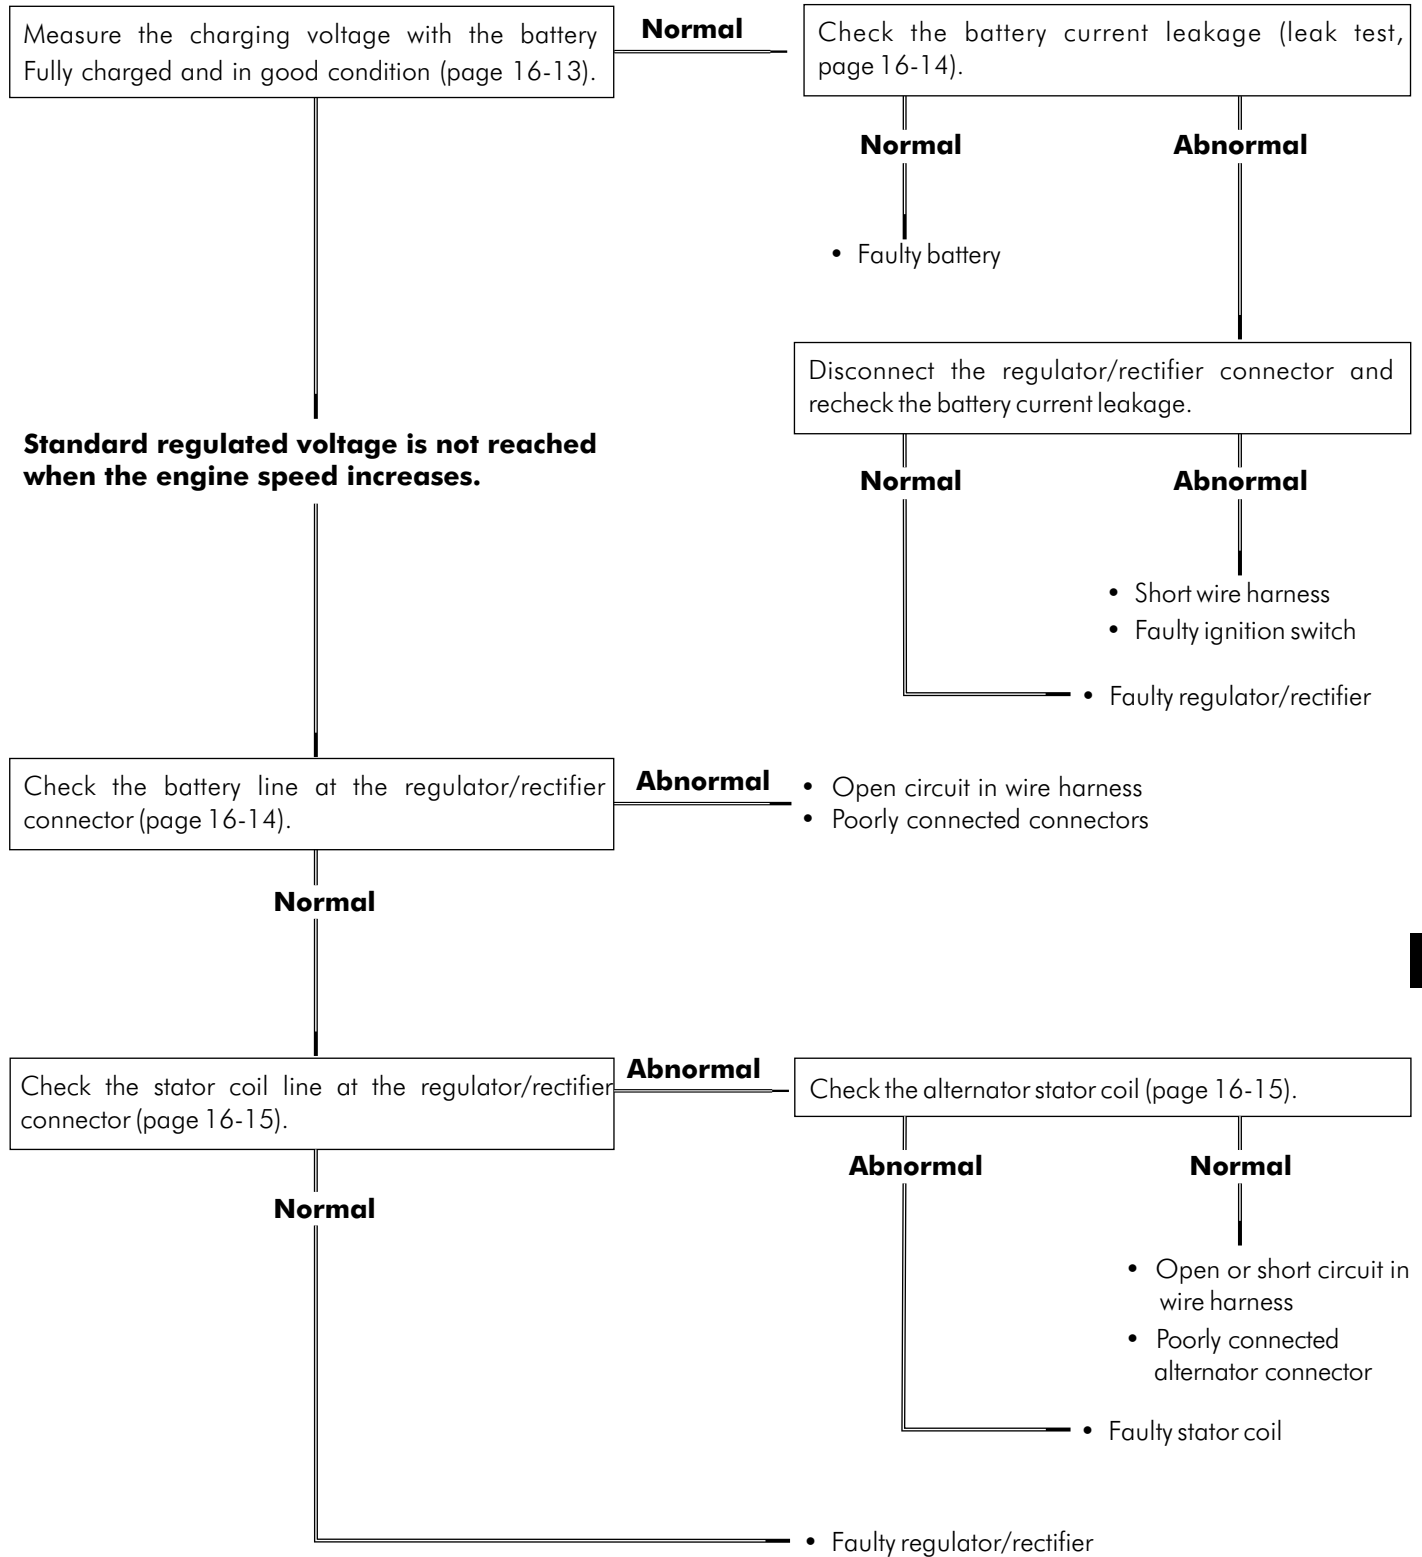 Measure the charging voltage with the battery
Fully charged and in good condition (page 16-13).
Normal
Check the battery current leakage (leak test,
page 16-14).
Normal
Abnormal
• Faulty battery
Disconnect the regulator/rectifier connector and
recheck the battery current leakage.
Standard regulated voltage is not reached
when the engine speed increases.
Normal
Abnormal
• Short wire harness
• Faulty ignition switch
• Faulty regulator/rectifier
Check the battery line at the regulator/rectifier
connector (page 16-14).
Abnormal
• Open circuit in wire harness
• Poorly connected connectors
Normal
Check the stator coil line at the regulator/rectifier
connector (page 16-15).
Abnormal
Check the alternator stator coil (page 16-15).
Abnormal
Normal
Normal
• Open or short circuit in
wire harness
• Poorly connected
alternator connector
• Faulty stator coil
• Faulty regulator/rectifier